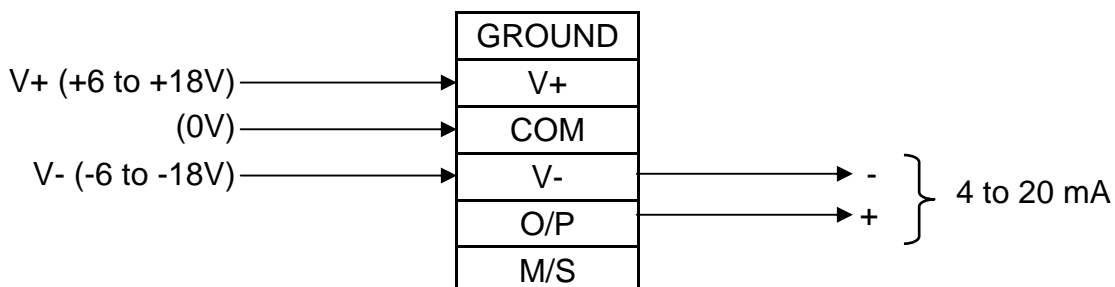 GROUND
V+ (+6 to +18V) V+
(0V) COM
V- (-6 to -18V) V- -
4 to 20 mA
O/P +
M/S